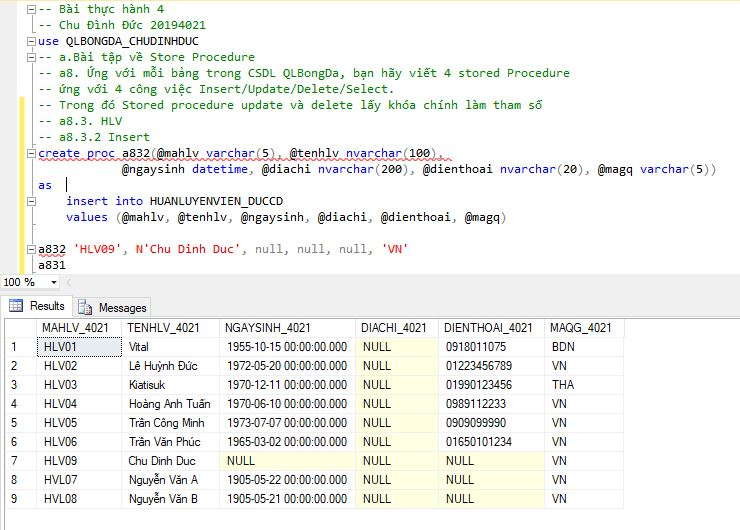 -- Bài thực hành 4
-- Chu Đình Đức 20194021
use QLBONGDA_CHUDINHDUC
-- a.Bài tập về Store Procedure
-- a8. Ứng với mỗi bảng trong CSDL QLBongDa, bạn hãy viết 4 stored Procedure
-- ứng với 4 công việc Insert/Update/Delete/Select.
-- Trong đó Stored procedure update và delete lấy khóa chính làm tham số
-- a8.3. HLV
-- a8.3.2 Insert
create proc a832(@mahlv varchar(5), @tenhlv nvarchar(100),
@ngaysinh datetime, @diachi nvarchar(200), @dienthoai nvarchar(20), @magq varchar(5))
as
insert into HUANLUYENVIEN_DUCCD
values (@mahlv, @tenhlv, @ngaysinh, @diachi, @dienthoai, @magq)
a832 'HLV09', N'Chu Dinh Duc', null, null, null, 'VN'
a831
100 %
Results Messages
MAHLV_4021 TENHLV_4021 NGAYSINH_4021 DIACHI_4021 DIENTHOAI_4021 MAQG_4021
1 HLV01 Vital 1955-10-15 00:00:00.000 NULL 0918011075 BDN
2 HLV02 Lê Huỳnh Đức 1972-05-20 00:00:00.000 NULL 01223456789 VN
3 HLV03 Kiatisuk 1970-12-11 00:00:00.000 NULL 01990123456 THA
4 HLV04 Hoàng Anh Tuấn 1970-06-10 00:00:00.000 NULL 0989112233 VN
5 HLV05 Trần Công Minh 1973-07-07 00:00:00.000 NULL 0909099990 VN
6 HLV06 Trần Văn Phúc 1965-03-02 00:00:00.000 NULL 01650101234 VN
7 HLV09 Chu Dinh Duc NULL NULL NULL VN
8 HVL07 Nguyễn Văn A 1905-05-22 00:00:00.000 NULL NULL VN
9 HVL08 Nguyễn Văn B 1905-05-21 00:00:00.000 NULL NULL VN